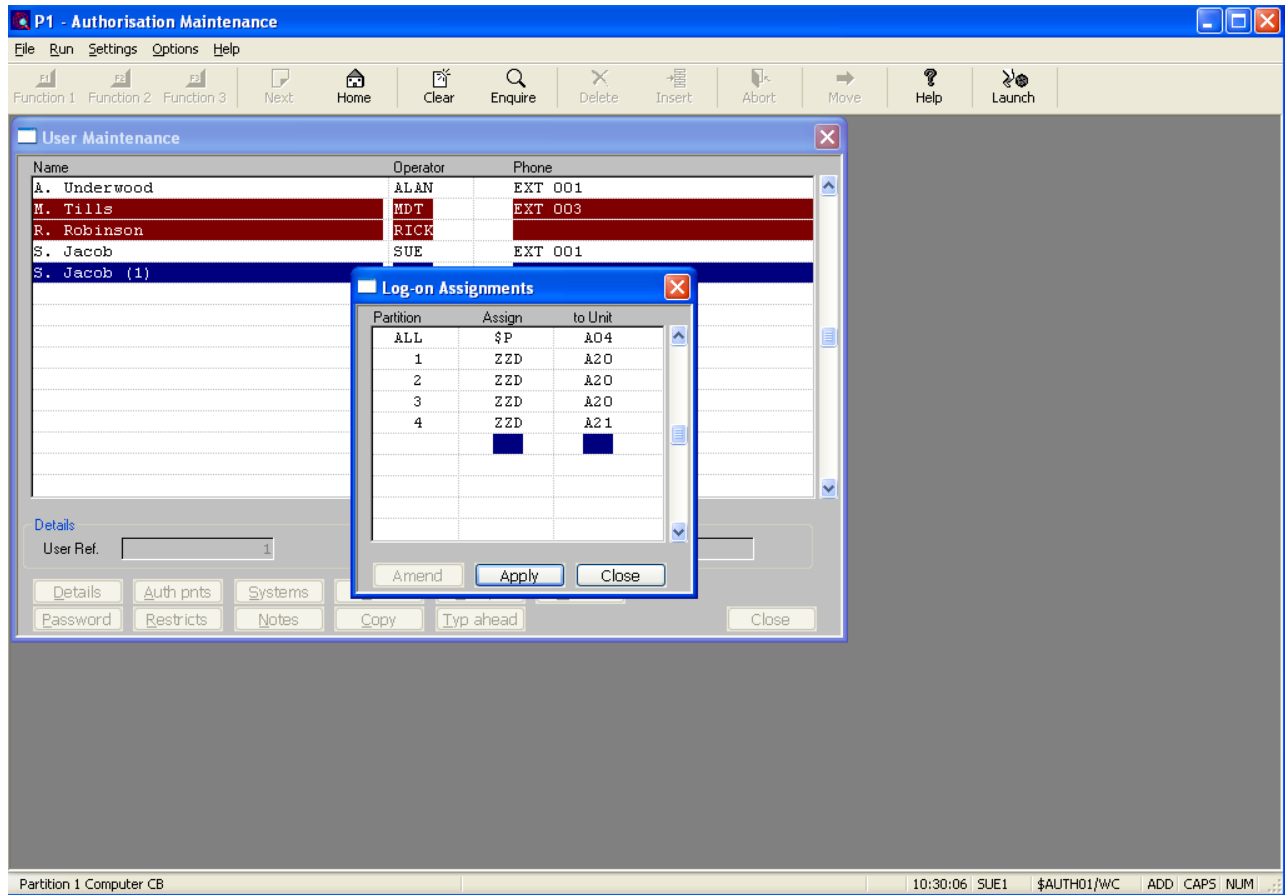 P1 - Authorisation Maintenance
File Run Settings Options Help
F1 F2 F3
Function 1 Function 2 Function 3 Next Home Clear Enquire Delete Insert Abort Move Help Launch
User Maintenance
Name Operator Phone
A. Underwood ALAN EXT 001
M. Tills MDT EXT 003
R. Robinson RICK
S. Jacob SUE EXT 001
S. Jacob (1)
Log-on Assignments
Partition Assign to Unit
ALL $P A04
1 ZZD A20
2 ZZD A20
3 ZZD A20
4 ZZD A21
Amend Apply Close
Details
User Ref. 1
Details Auth pnts Systems
Password Restricts Notes Copy Typ ahead Close
Partition 1 Computer CB 10:30:06 SUE1 $AUTH01/WC ADD CAPS NUM